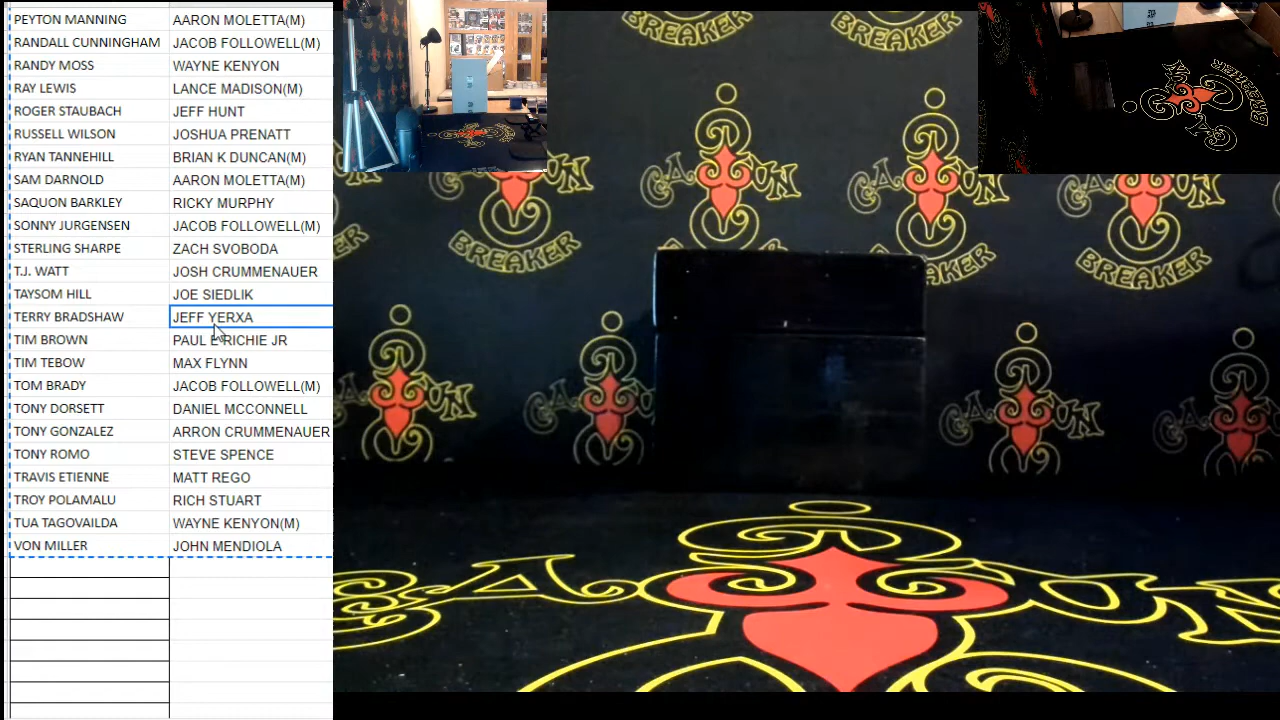 PEYTON MANNING AARON MOLETTA(M)
RANDALL CUNNINGHAM JACOB FOLLOWELL(M)
RANDY MOSS WAYNE KENYON
RAY LEWIS LANCE MADISON(M)
ROGER STAUBACH JEFF HUNT
RUSSELL WILSON JOSHUA PRENATT
RYAN TANNEHILL BRIAN K DUNCAN(M)
SAM DARNOLD AARON MOLETTA(M)
SAQUON BARKLEY RICKY MURPHY
SONNY JURGENSEN JACOB FOLLOWELL(M)
STERLING SHARPE ZACH SVOBODA
T.J. WATT JOSH CRUMMENAUER
TAYSOM HILL JOE SIEDLIK
TERRY BRADSHAW JEFF YERXA
TIM BROWN PAUL E RICHIE JR
TIM TEBOW MAX FLYNN
TOM BRADY JACOB FOLLOWELL(M)
TONY DORSETT DANIEL MCCONNELL
TONY GONZALEZ ARRON CRUMMENAUER
TONY ROMO STEVE SPENCE
TRAVIS ETIENNE MATT REGO
TROY POLAMALU RICH STUART
TUA TAGOVAILDA WAYNE KENYON(M)
VON MILLER JOHN MENDIOLA
BREAKER BREAKER
BREAKER BREAKER BREAKER